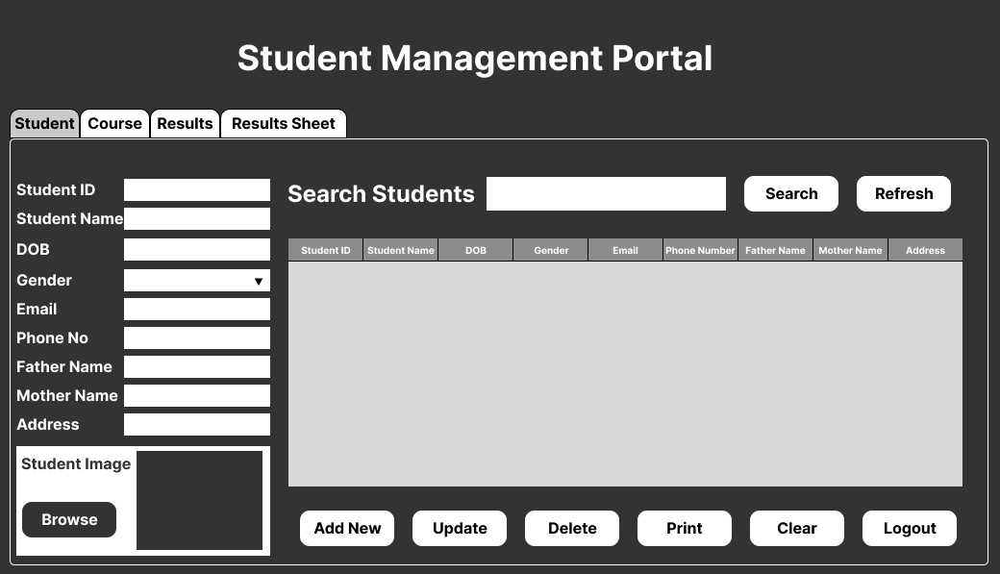 Student Management Portal
Student Course Results Results Sheet
Student ID
Student Name
DOB
Gender
Email
Phone No
Father Name
Mother Name
Address
Student Image
Browse
Search Students Search Refresh
Student ID Student Name DOB Gender Email Phone Number Father Name Mother Name Address
Add New Update Delete Print Clear Logout